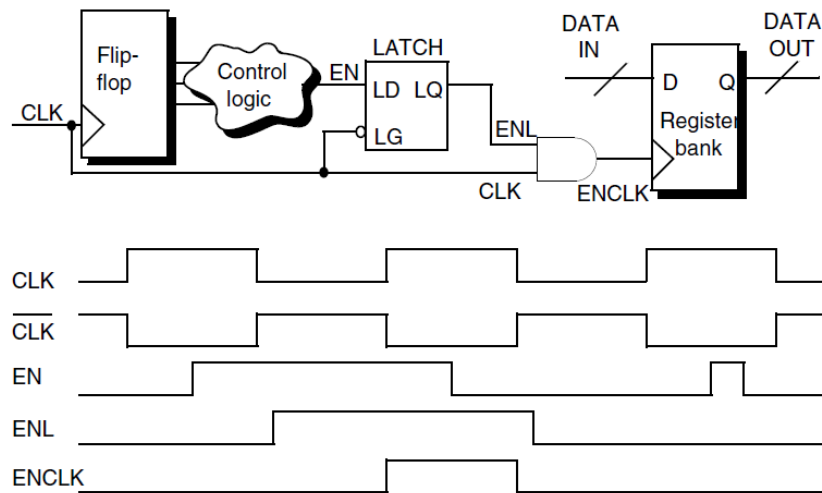 Flip-
flop
CLK
Control
logic
EN
LATCH
LD LQ
LG
ENL
CLK
ENCLK
DATA
IN
DATA
OUT
D Q
Register
bank
CLK
CLK
EN
ENL
ENCLK